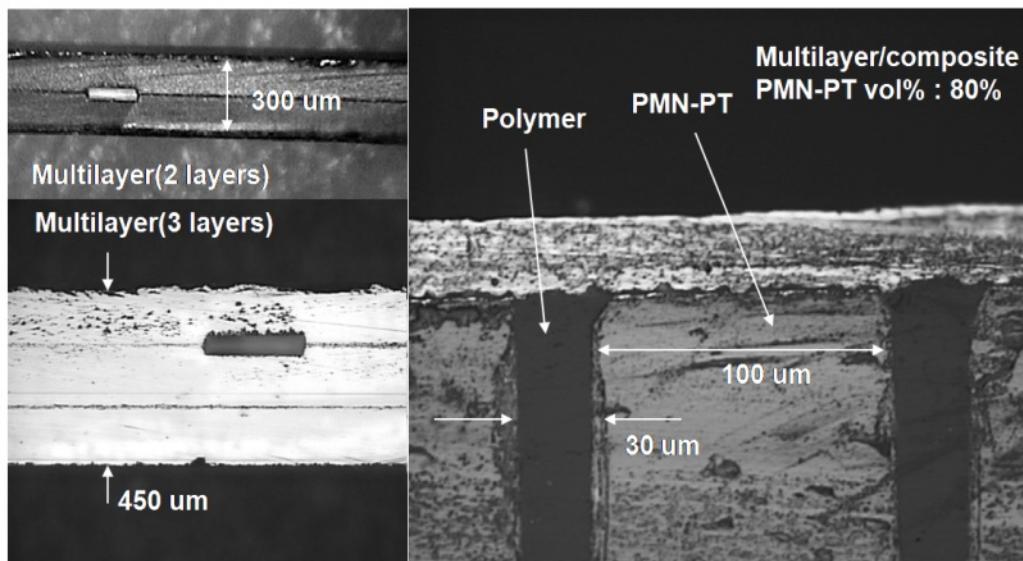 300 um
Multilayer(2 layers)
Multilayer(3 layers)
450 um
Multilayer/composite
PMN-PT vol% : 80%
PMN-PT
Polymer
100 um
30 um